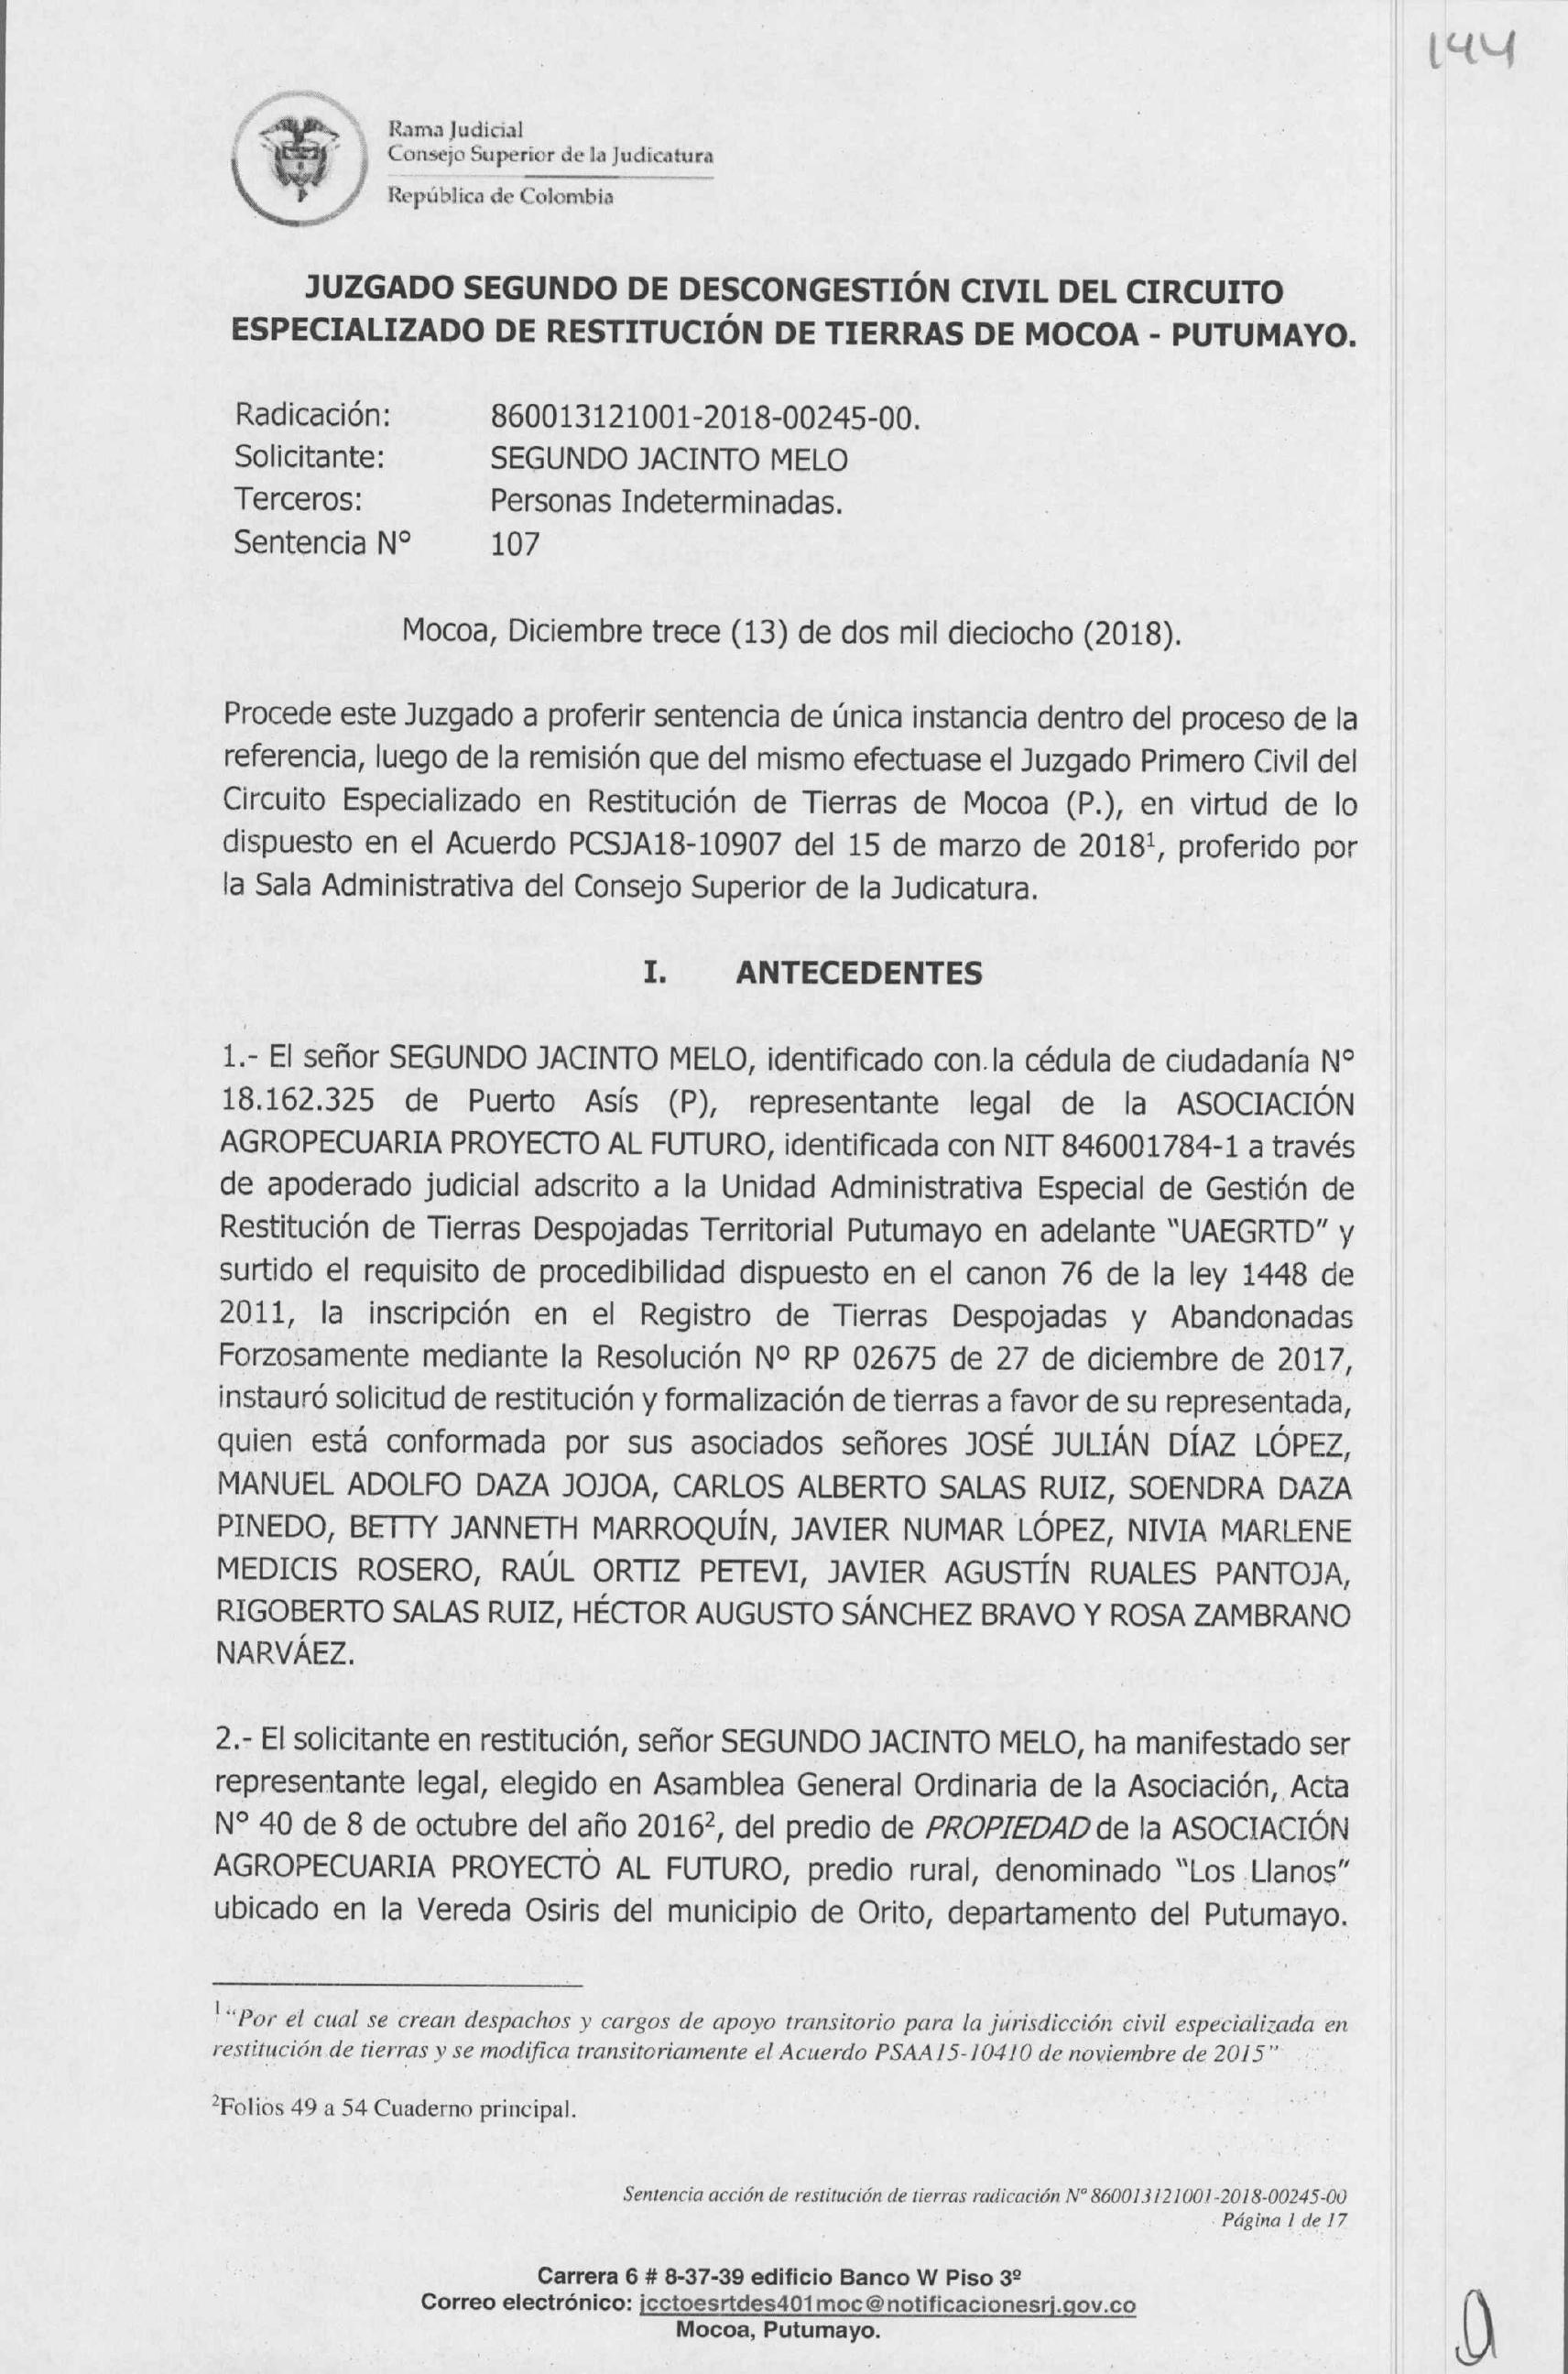 144
Rama Judicial
Consejo Superior de la Judicatura
República de Colombia
JUZGADO SEGUNDO DE DESCONGESTIÓN CIVIL DEL CIRCUITO
ESPECIALIZADO DE RESTITUCIÓN DE TIERRAS DE MOCOA - PUTUMAYO.
Radicación: 860013121001-2018-00245-00.
Solicitante: SEGUNDO JACINTO MELO
Terceros: Personas Indeterminadas.
Sentencia Nº 107
Mocoa, Diciembre trece (13) de dos mil dieciocho (2018).
Procede este Juzgado a proferir sentencia de única instancia dentro del proceso de la
referencia, luego de la remisión que del mismo efectuase el Juzgado Primero Civil del
Circuito Especializado en Restitución de Tierras de Mocoa (P.), en virtud de lo
dispuesto en el Acuerdo PCSJA18-10907 del 15 de marzo de 2018¹, proferido por
la Sala Administrativa del Consejo Superior de la Judicatura.
I. ANTECEDENTES
1.- El señor SEGUNDO JACINTO MELO, identificado con la cédula de ciudadanía Nº
18.162.325 de Puerto Asís (P), representante legal de la ASOCIACIÓN
AGROPECUARIA PROYECTO AL FUTURO, identificada con NIT 846001784-1 a través
de apoderado judicial adscrito a la Unidad Administrativa Especial de Gestión de
Restitución de Tierras Despojadas Territorial Putumayo en adelante "UAEGRTD" y
surtido el requisito de procedibilidad dispuesto en el canon 76 de la ley 1448 de
2011, la inscripción en el Registro de Tierras Despojadas y Abandonadas
Forzosamente mediante la Resolución Nº RP 02675 de 27 de diciembre de 2017,
instauró solicitud de restitución y formalización de tierras a favor de su representada,
quien está conformada por sus asociados señores JOSÉ JULIÁN DÍAZ LÓPEZ,
MANUEL ADOLFO DAZA JOJOA, CARLOS ALBERTO SALAS RUIZ, SOENDRA DAZA
PINEDO, BETTY JANNETH MARROQUÍN, JAVIER NUMAR LÓPEZ, NIVIA MARLENE
MEDICIS ROSERO, RAÚL ORTIZ PETEVI, JAVIER AGUSTÍN RUALES PANTOJA,
RIGOBERTO SALAS RUIZ, HÉCTOR AUGUSTO SÁNCHEZ BRAVO Y ROSA ZAMBRANO
NARVÁEZ.
2.- El solicitante en restitución, señor SEGUNDO JACINTO MELO, ha manifestado ser
representante legal, elegido en Asamblea General Ordinaria de la Asociación, Acta
Nº 40 de 8 de octubre del año 2016², del predio de PROPIEDAD de la ASOCIACIÓN
AGROPECUARIA PROYECTO AL FUTURO, predio rural, denominado "Los Llanos"
ubicado en la Vereda Osiris del municipio de Orito, departamento del Putumayo.
¹ "Por el cual se crean despachos y cargos de apoyo transitorio para la jurisdicción civil especializada en
restitución de tierras y se modifica transitoriamente el Acuerdo PSAA15-10410 de noviembre de 2015"
²Folios 49 a 54 Cuaderno principal.
Sentencia acción de restitución de tierras radicación Nº 860013121001-2018-00245-00
Página 1 de 17
Carrera 6 # 8-37-39 edificio Banco W Piso 3º
Correo electrónico: jcctoesrtdes401moc@notificacionesrj.gov.co
Mocoa, Putumayo.